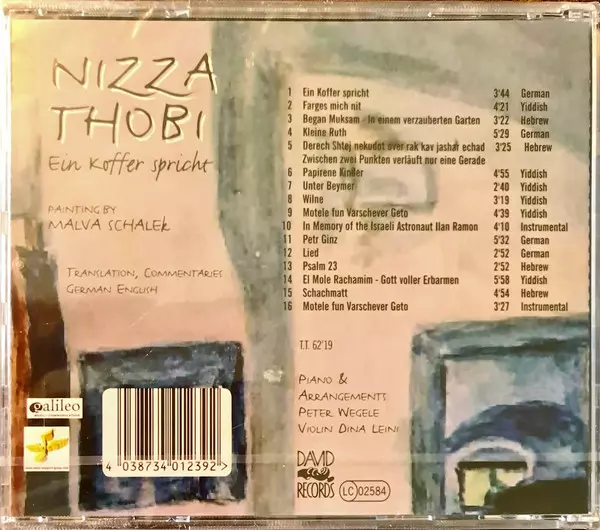 NIZZA
THOBI
Ein Koffer spricht
PAINTING BY
MALVA SCHALEK
TRANSLATION, COMMENTARIES
GERMAN ENGLISH
1 Ein Koffer spricht 3'44 German
2 Farges mich nit 4'21 Yiddish
3 Began Muksam - In einem verzauberten Garten 3'22 Hebrew
4 Kleine Ruth 5'29 German
5 Derech Shtej nekudot over rak kav jashar echad 3'25 Hebrew
Zwischen zwei Punkten verläuft nur eine Gerade
6 Papirene Kinder 4'55 Yiddish
7 Unter Beymer 2'40 Yiddish
8 Wilne 3'19 Yiddish
9 Motele fun Varschever Geto 4'39 Yiddish
10 In Memory of the Israeli Astronaut Ilan Ramon 4'10 Instrumental
11 Petr Ginz 5'32 German
12 Lied 2'52 German
13 Psalm 23 2'52 Hebrew
14 El Mole Rachamim - Gott voller Erbarmen 5'58 Yiddish
15 Schachmatt 4'54 Hebrew
16 Motele fun Varschever Geto 3'27 Instrumental
T.T. 62'19
PIANO &
ARRANGEMENTS
PETER WEGELE
VIOLIN DINA LEINI
galileo
4 038734 012392 >
DAVID
RECORDS
LC 02584